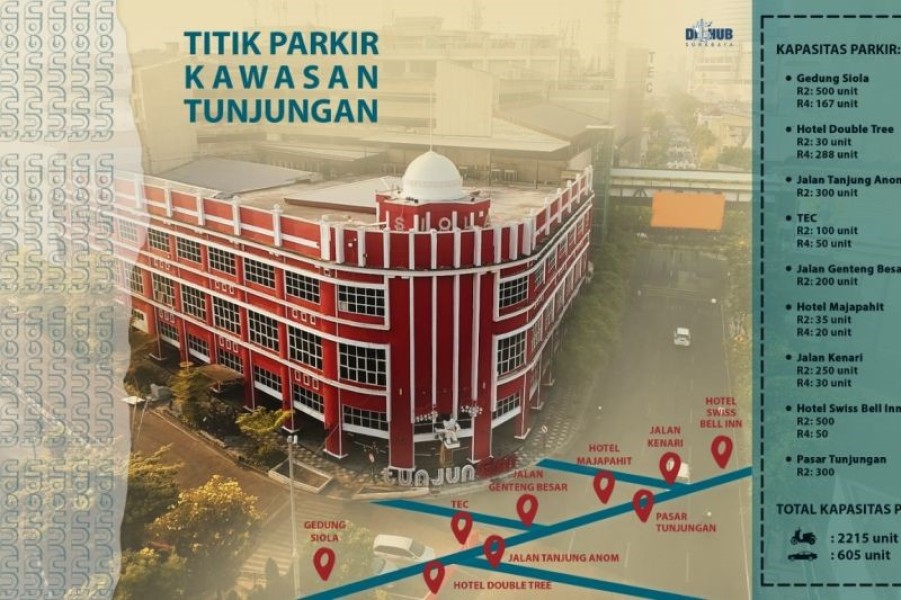 TITIK PARKIR
KAWASAN
TUNJUNGAN
DISHUB
SURABAYA
SIOLA
TUNJUNGAN
KAPASITAS PARKIR:
• Gedung Siola
R2: 500 unit
R4: 167 unit
• Hotel Double Tree
R2: 30 unit
R4: 288 unit
• Jalan Tanjung Anom
R2: 300 unit
• TEC
R2: 100 unit
R4: 50 unit
• Jalan Genteng Besa
R2: 200 unit
• Hotel Majapahit
R2: 35 unit
R4: 20 unit
• Jalan Kenari
R2: 250 unit
R4: 30 unit
• Hotel Swiss Bell Inn
R2: 500
R4: 50
• Pasar Tunjungan
R2: 300
TOTAL KAPASITAS P
: 2215 unit
: 605 unit
GEDUNG
SIOLA
TEC
JALAN
GENTENG BESAR
HOTEL
MAJAPAHIT
JALAN
KENARI
HOTEL
SWISS
BELL INN
PASAR
TUNJUNGAN
JALAN TANJUNG ANOM
HOTEL DOUBLE TREE